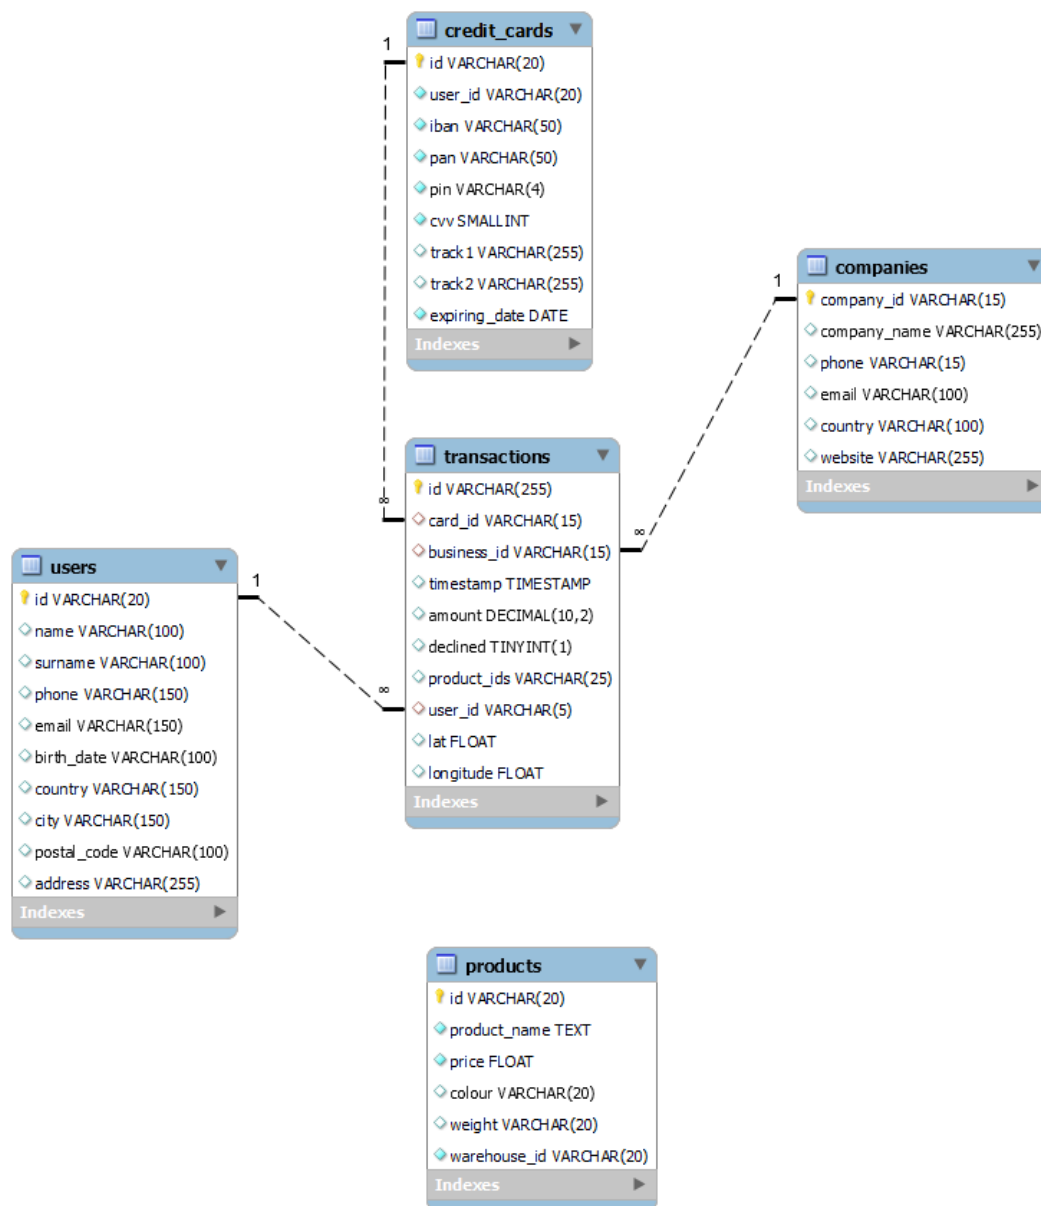 credit_cards
1
id VARCHAR(20)
user_id VARCHAR(20)
iban VARCHAR(50)
pan VARCHAR(50)
pin VARCHAR(4)
cvv SMALLINT
track1 VARCHAR(255)
track2 VARCHAR(255)
expiring_date DATE
Indexes
companies
1
company_id VARCHAR(15)
company_name VARCHAR(255)
phone VARCHAR(15)
email VARCHAR(100)
country VARCHAR(100)
website VARCHAR(255)
Indexes
transactions
id VARCHAR(255)
∞
card_id VARCHAR(15)
business_id VARCHAR(15)
∞
timestamp TIMESTAMP
amount DECIMAL(10,2)
declined TINYINT(1)
product_ids VARCHAR(25)
∞
user_id VARCHAR(5)
lat FLOAT
longitude FLOAT
Indexes
users
1
id VARCHAR(20)
name VARCHAR(100)
surname VARCHAR(100)
phone VARCHAR(150)
email VARCHAR(150)
birth_date VARCHAR(100)
country VARCHAR(150)
city VARCHAR(150)
postal_code VARCHAR(100)
address VARCHAR(255)
Indexes
products
id VARCHAR(20)
product_name TEXT
price FLOAT
colour VARCHAR(20)
weight VARCHAR(20)
warehouse_id VARCHAR(20)
Indexes